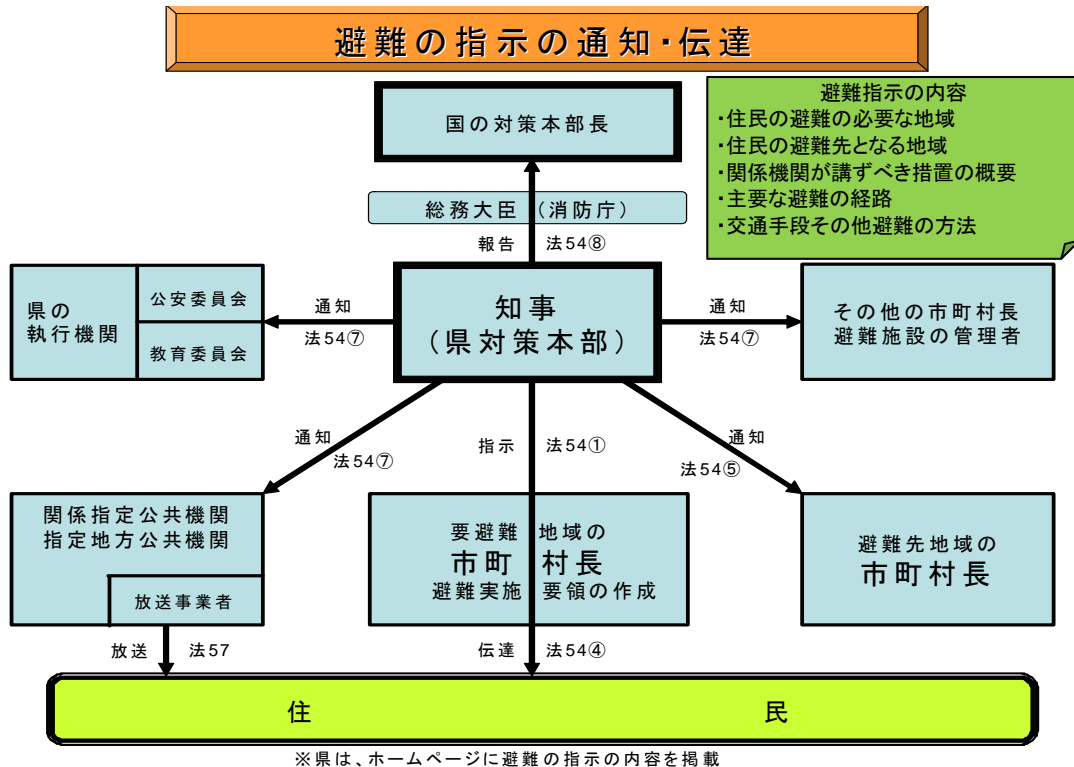 避難の指示の通知・伝達
国の対策本部長
避難指示の内容
・住民の避難の必要な地域
・住民の避難先となる地域
・関係機関が講ずべき措置の概要
・主要な避難の経路
・交通手段その他避難の方法
総務大臣（消防庁）
報告 法54⑧
県の
執行機関
公安委員会
教育委員会
通知
法54⑦
知事
（県対策本部）
通知
法54⑦
その他の市町村長
避難施設の管理者
通知
法54⑦
指示 法54①
通知
法54⑤
関係指定公共機関
指定地方公共機関
放送事業者
要避難地域の
市町村長
避難実施要領の作成
避難先地域の
市町村長
放送 法57
伝達 法54④
住民
※県は、ホームページに避難の指示の内容を掲載